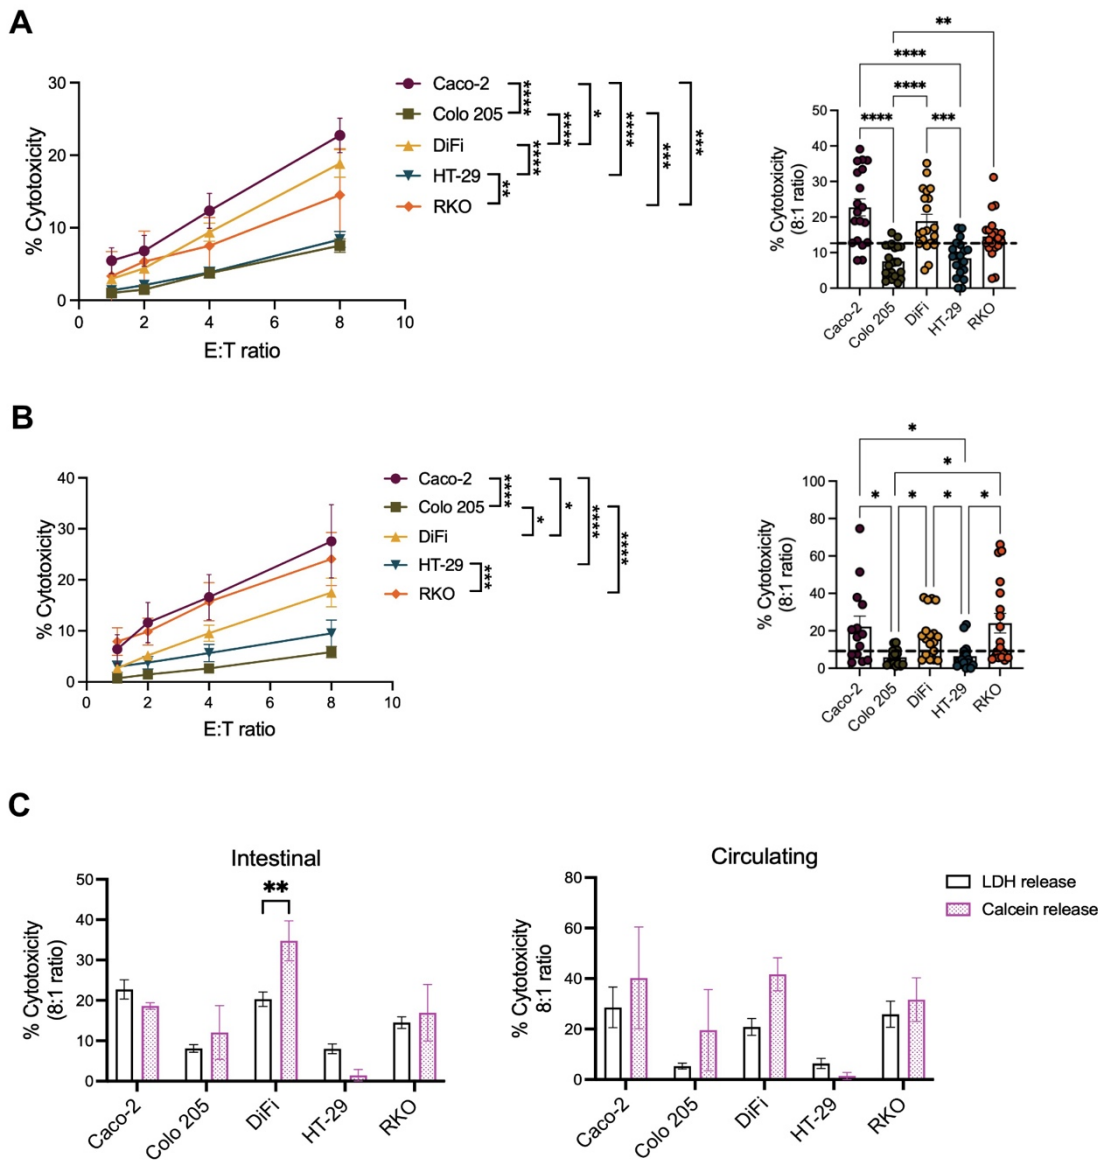 A
% Cytotoxicity
30
20
10
0
0 2 4 6 8 10
E:T ratio
Caco-2
Colo 205
DiFi
HT-29
RKO
**** **** **** ** * **** *** ***
% Cytotoxicity
(8:1 ratio)
50
40
30
20
10
0
**
****
****
**** ***
Caco-2 Colo 205 DiFi HT-29 RKO
B
% Cytotoxicity
40
30
20
10
0
0 2 4 6 8 10
E:T ratio
Caco-2
Colo 205
DiFi
HT-29
RKO
**** * *** * **** ****
% Cytotoxicity
(8:1 ratio)
100
80
60
40
20
0
*
*
* * * *
Caco-2 Colo 205 DiFi HT-29 RKO
C
Intestinal
% Cytotoxicity
(8:1 ratio)
50
40
30
20
10
0
**
Caco-2 Colo 205 DiFi HT-29 RKO
Circulating
% Cytotoxicity
8:1 ratio
80
60
40
20
0
Caco-2 Colo 205 DiFi HT-29 RKO
LDH release
Calcein release